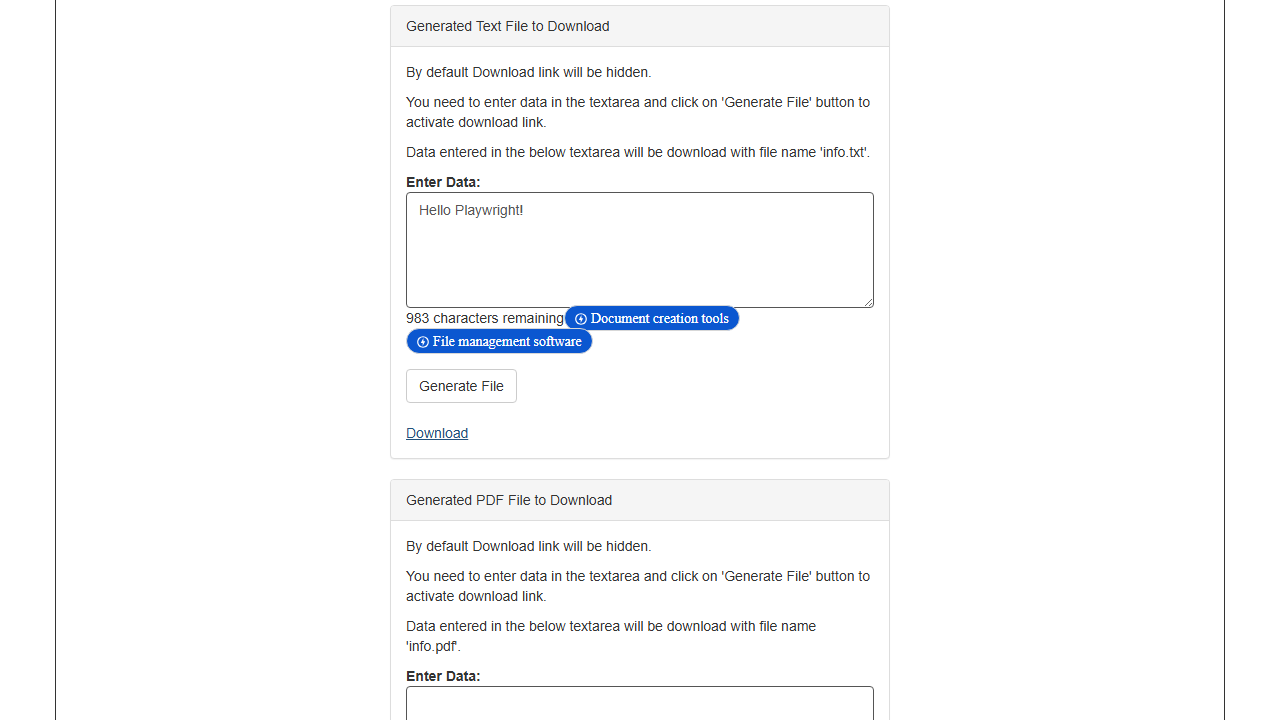 Generated Text File to Download
By default Download link will be hidden.
You need to enter data in the textarea and click on 'Generate File' button to
activate download link.
Data entered in the below textarea will be download with file name 'info.txt'.
Enter Data:
Hello Playwright!
983 characters remaining Document creation tools
File management software
Generate File
Download
Generated PDF File to Download
By default Download link will be hidden.
You need to enter data in the textarea and click on 'Generate File' button to
activate download link.
Data entered in the below textarea will be download with file name
'info.pdf'.
Enter Data: